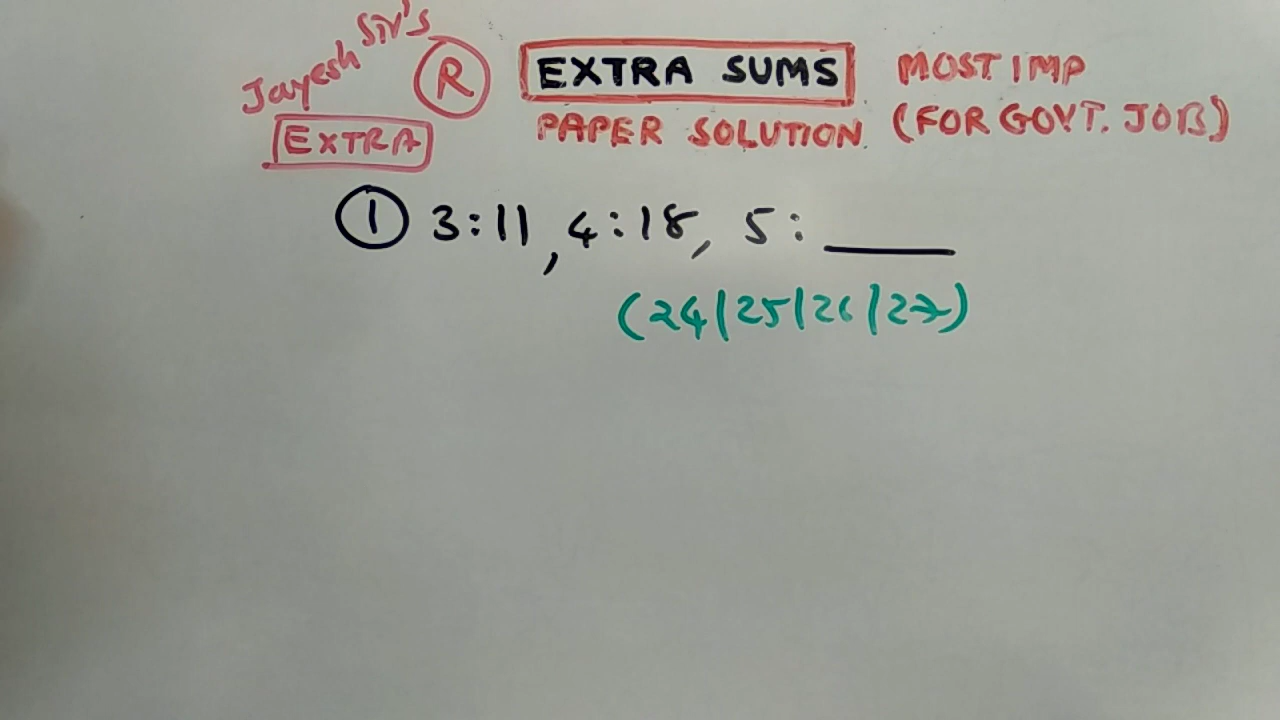 Jayesh Sir's
EXTRA
R
EXTRA SUMS
PAPER SOLUTION
MOST IMP
(FOR GOVT. JOB)
① 3:11, 4:18, 5: ____
(24/25/26/27)